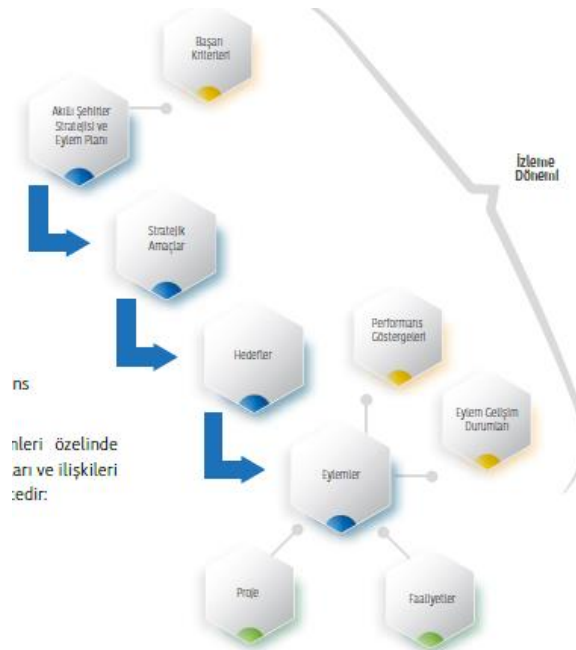 Başarı
Kriterleri
Akıllı Şehirler
Stratejisi ve
Eylem Planı
İzleme
Dönemi
Stratejik
Amaçlar
Performans
Göstergeleri
Hedefler
ns
Eylem Gelişim
Durumları
nleri özelinde
arı ve ilişkileri
tedir:
Eylemler
Proje
Faaliyetler